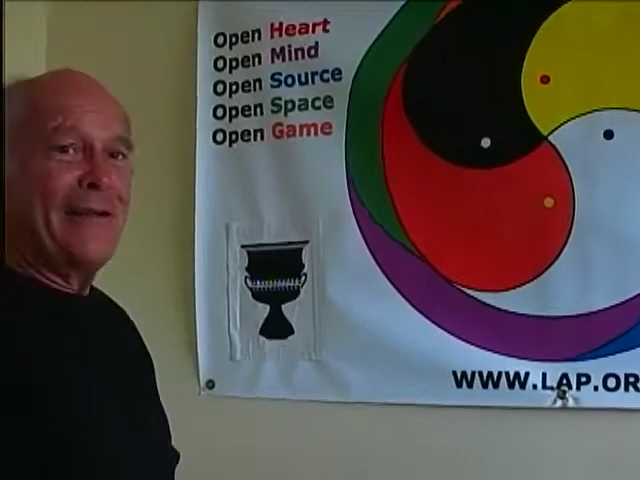 Open Heart
Open Mind
Open Source
Open Space
Open Game
WWW.LAP.OR